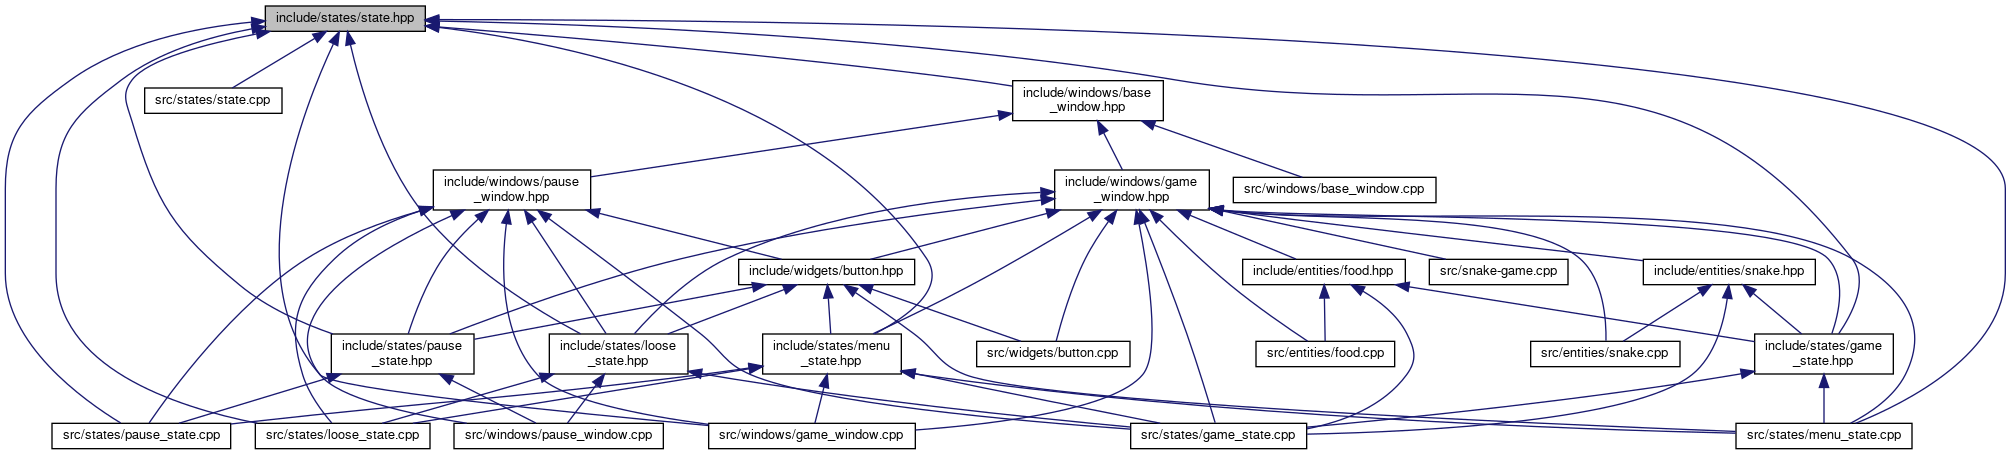 include/states/state.hpp
src/states/state.cpp
include/windows/base
_window.hpp
include/windows/pause
_window.hpp
include/windows/game
_window.hpp
src/windows/base_window.cpp
include/widgets/button.hpp
include/entities/food.hpp
src/snake-game.cpp
include/entities/snake.hpp
include/states/pause
_state.hpp
include/states/loose
_state.hpp
include/states/menu
_state.hpp
src/widgets/button.cpp
src/entities/food.cpp
src/entities/snake.cpp
include/states/game
_state.hpp
src/states/pause_state.cpp
src/states/loose_state.cpp
src/windows/pause_window.cpp
src/windows/game_window.cpp
src/states/game_state.cpp
src/states/menu_state.cpp